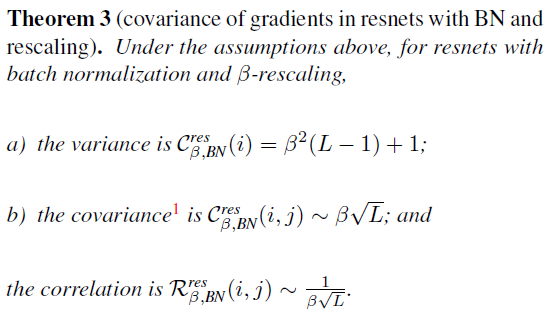 Theorem 3 (covariance of gradients in resnets with BN and
rescaling). Under the assumptions above, for resnets with
batch normalization and β-rescaling,
a) the variance is $\mathcal{C}^{res}_{\beta,BN}(i) = \beta^2(L-1)+1$;
b) the covariance¹ is $\mathcal{C}^{res}_{\beta,BN}(i,j) \sim \beta\sqrt{L}$; and
the correlation is $\mathcal{R}^{res}_{\beta,BN}(i,j) \sim \frac{1}{\beta\sqrt{L}}$.